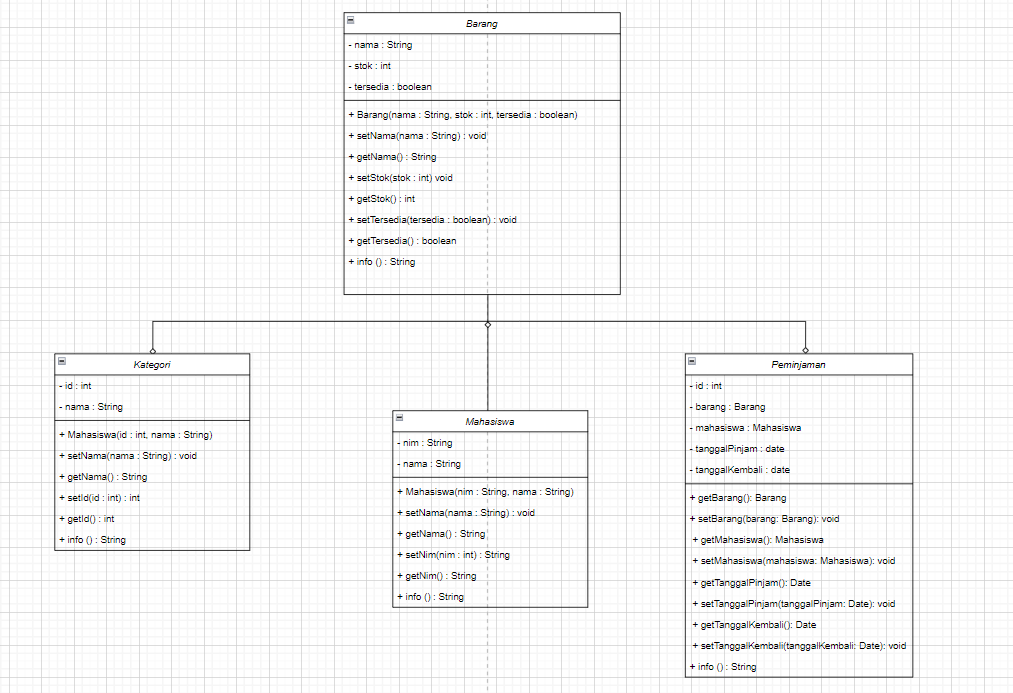 Barang
- nama : String
- stok : int
- tersedia : boolean
+ Barang(nama : String, stok : int, tersedia : boolean)
+ setNama(nama : String) : void
+ getNama() : String
+ setStok(stok : int) void
+ getStok() : int
+ setTersedia(tersedia : boolean) : void
+ getTersedia() : boolean
+ info () : String
Kategori
- id : int
- nama : String
+ Mahasiswa(id : int, nama : String)
+ setNama(nama : String) : void
+ getNama() : String
+ setId(id : int) : int
+ getId() : int
+ info () : String
Mahasiswa
- nim : String
- nama : String
+ Mahasiswa(nim : String, nama : String)
+ setNama(nama : String) : void
+ getNama() : String
+ setNim(nim : int) : String
+ getNim() : String
+ info () : String
Peminjaman
- id : int
- barang : Barang
- mahasiswa : Mahasiswa
- tanggalPinjam : date
- tanggalKembali : date
+ getBarang(): Barang
+ setBarang(barang: Barang): void
+ getMahasiswa(): Mahasiswa
+ setMahasiswa(mahasiswa: Mahasiswa): void
+ getTanggalPinjam(): Date
+ setTanggalPinjam(tanggalPinjam: Date): void
+ getTanggalKembali(): Date
+ setTanggalKembali(tanggalKembali: Date): void
+ info () : String